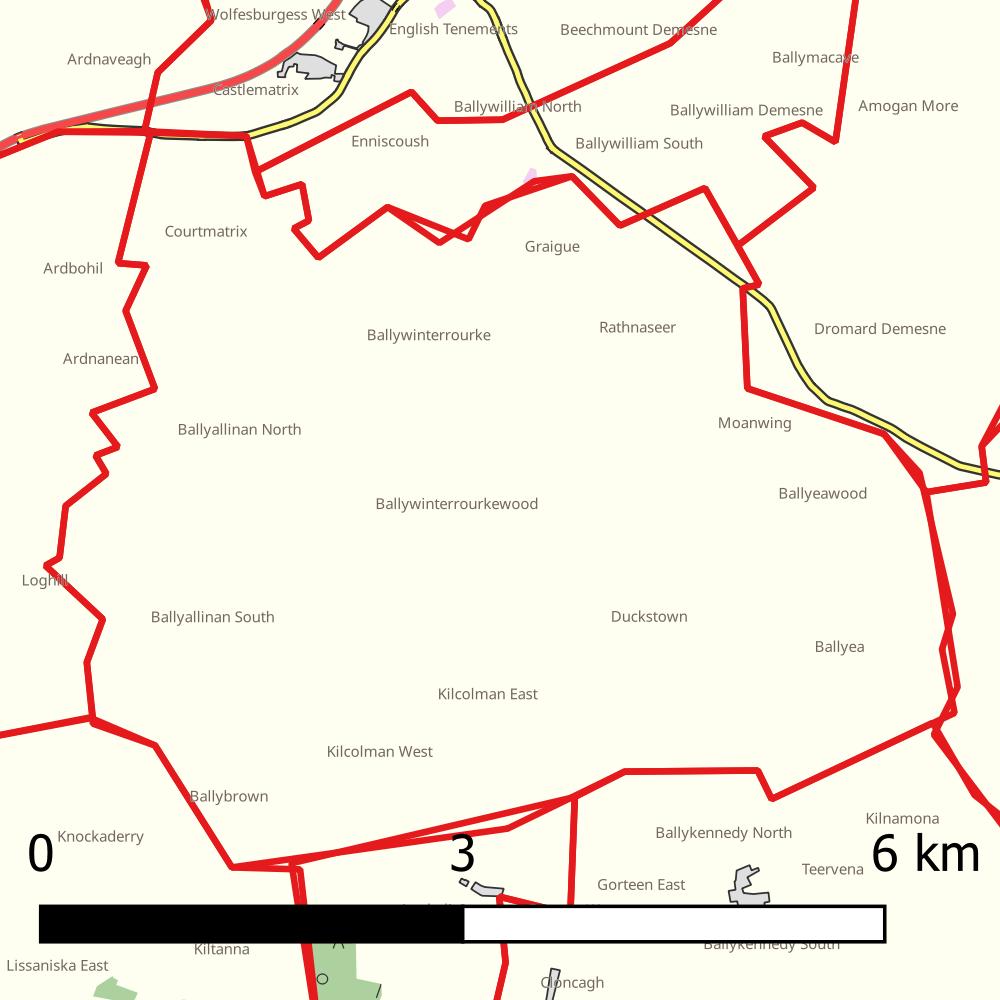 Wolfesburgess West
English Tenements
Beechmount Demesne
Ardnaveagh
Ballymacave
Castlematrix
Ballywilliam North
Ballywilliam Demesne
Amogan More
Enniscoush
Ballywilliam South
Courtmatrix
Graigue
Ardbohil
Rathnaseer
Dromard Demesne
Ballywinterrourke
Ardnanean
Moanwing
Ballyallinan North
Ballyeawood
Ballywinterrourkewood
Loghill
Ballyallinan South
Duckstown
Ballyea
Kilcolman East
Kilcolman West
Ballybrown
Kilnamona
Knockaderry
Ballykennedy North
0 3 6 km
Teervena
Gorteen East
Kiltanna
Ballykennedy South
Lissaniska East
Cloncagh